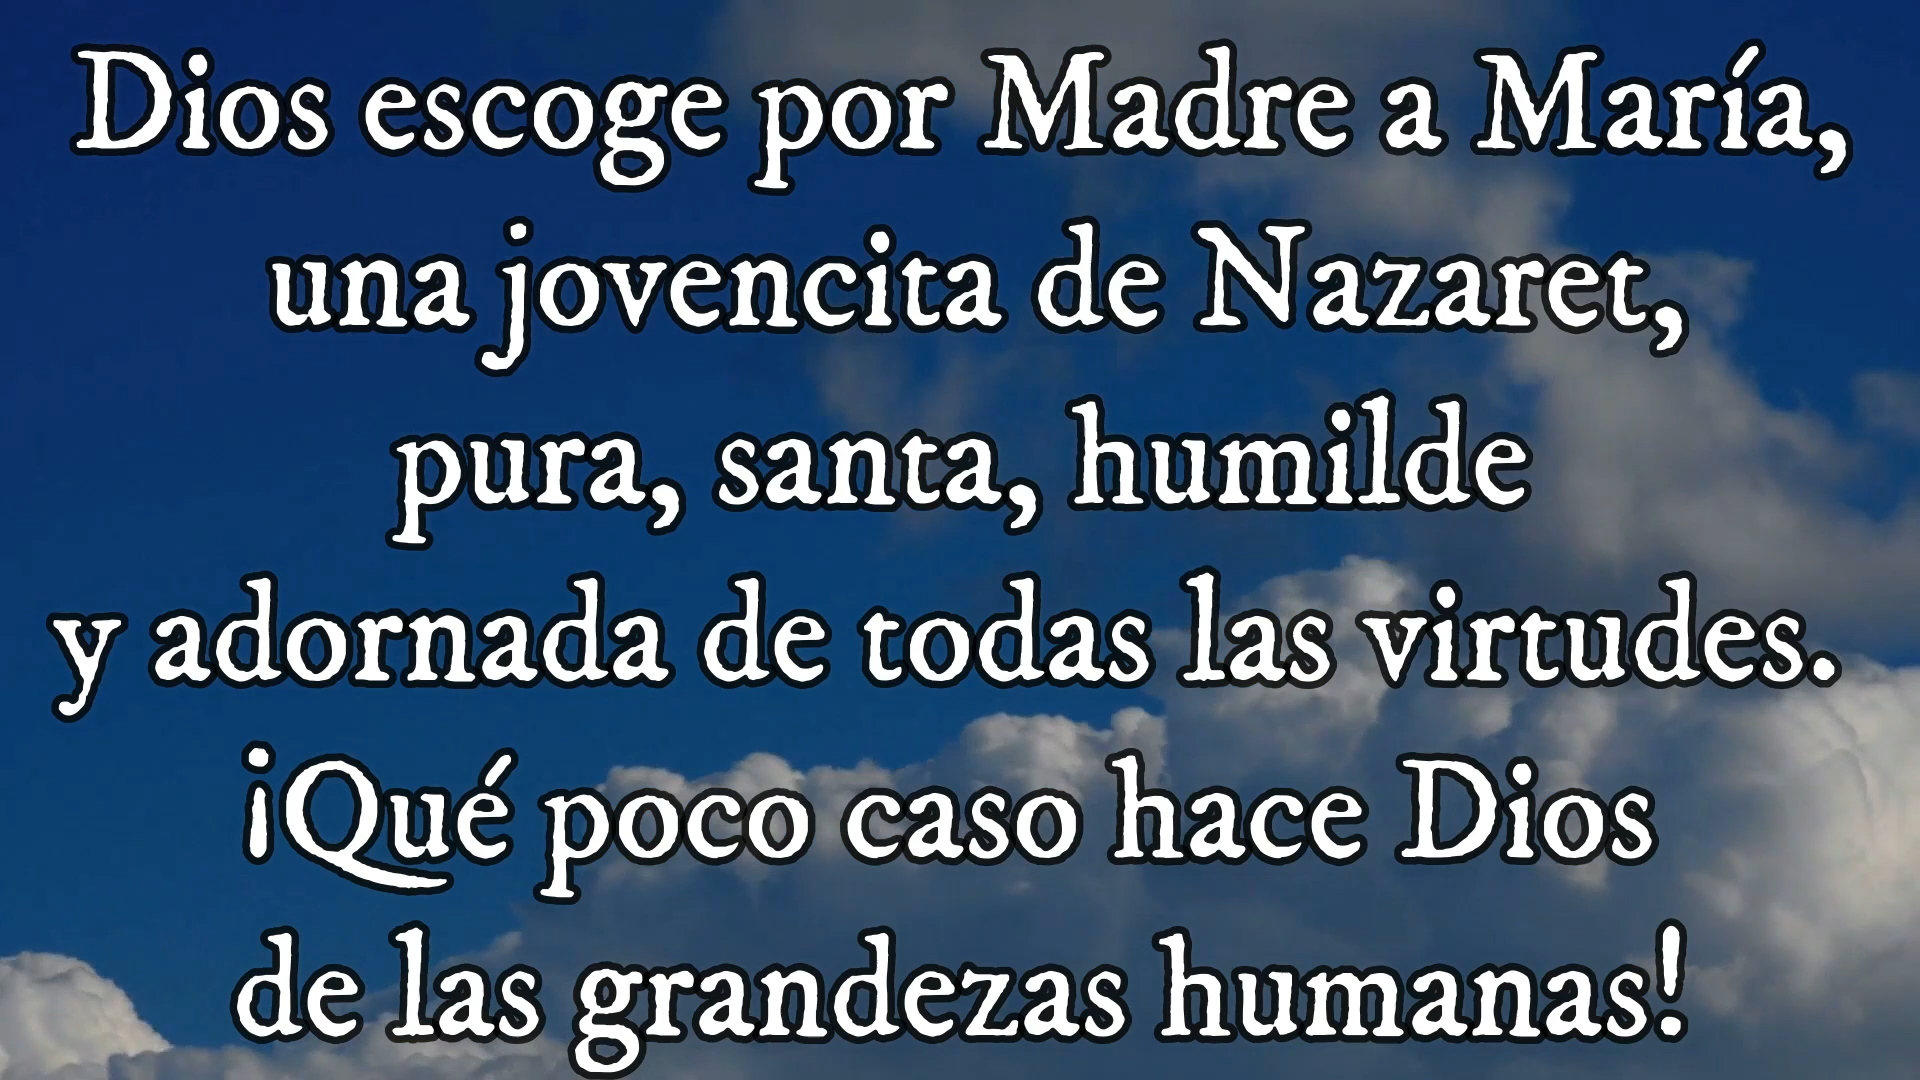 Dios escoge por Madre a María,
una jovencita de Nazaret,
pura, santa, humilde
y adornada de todas las virtudes.
¡Qué poco caso hace Dios
de las grandezas humanas!